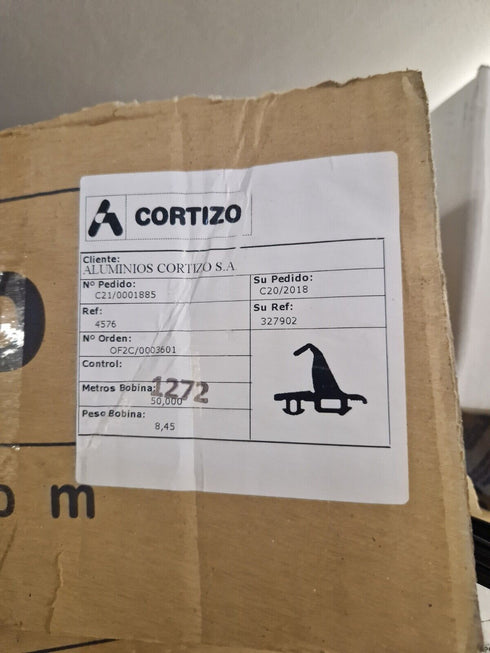 CORTIZO
Cliente:
ALUMINIOS CORTIZO S.A
Nº Pedido:
C21/0001885
Su Pedido:
C20/2018
Ref:
4576
Su Ref:
327902
Nº Orden:
OF2C/0003601
Control:
1272
Metros Bobina:
50,000
Peso Bobina:
8,45
om